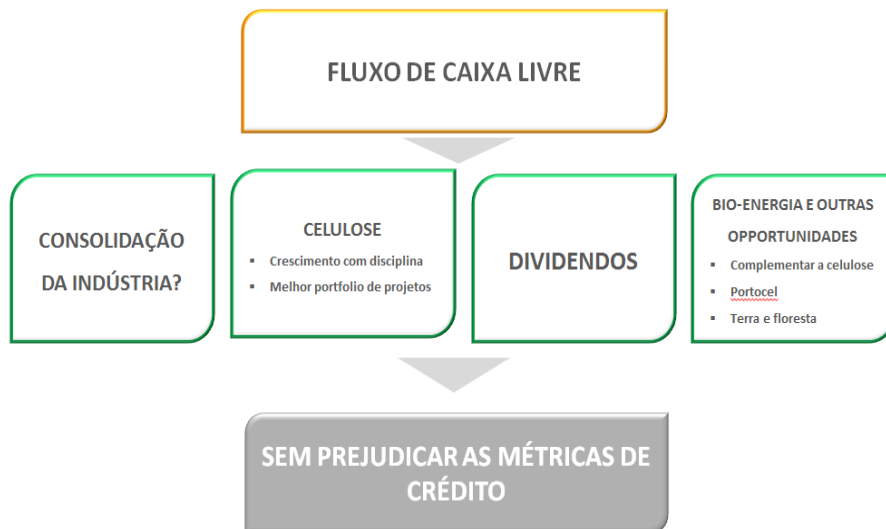 FLUXO DE CAIXA LIVRE
CONSOLIDAÇÃO
DA INDÚSTRIA?
CELULOSE
▪ Crescimento com disciplina
▪ Melhor portfolio de projetos
DIVIDENDOS
BIO-ENERGIA E OUTRAS
OPPORTUNIDADES
▪ Complementar a celulose
▪ Portocel
▪ Terra e floresta
SEM PREJUDICAR AS MÉTRICAS DE
CRÉDITO